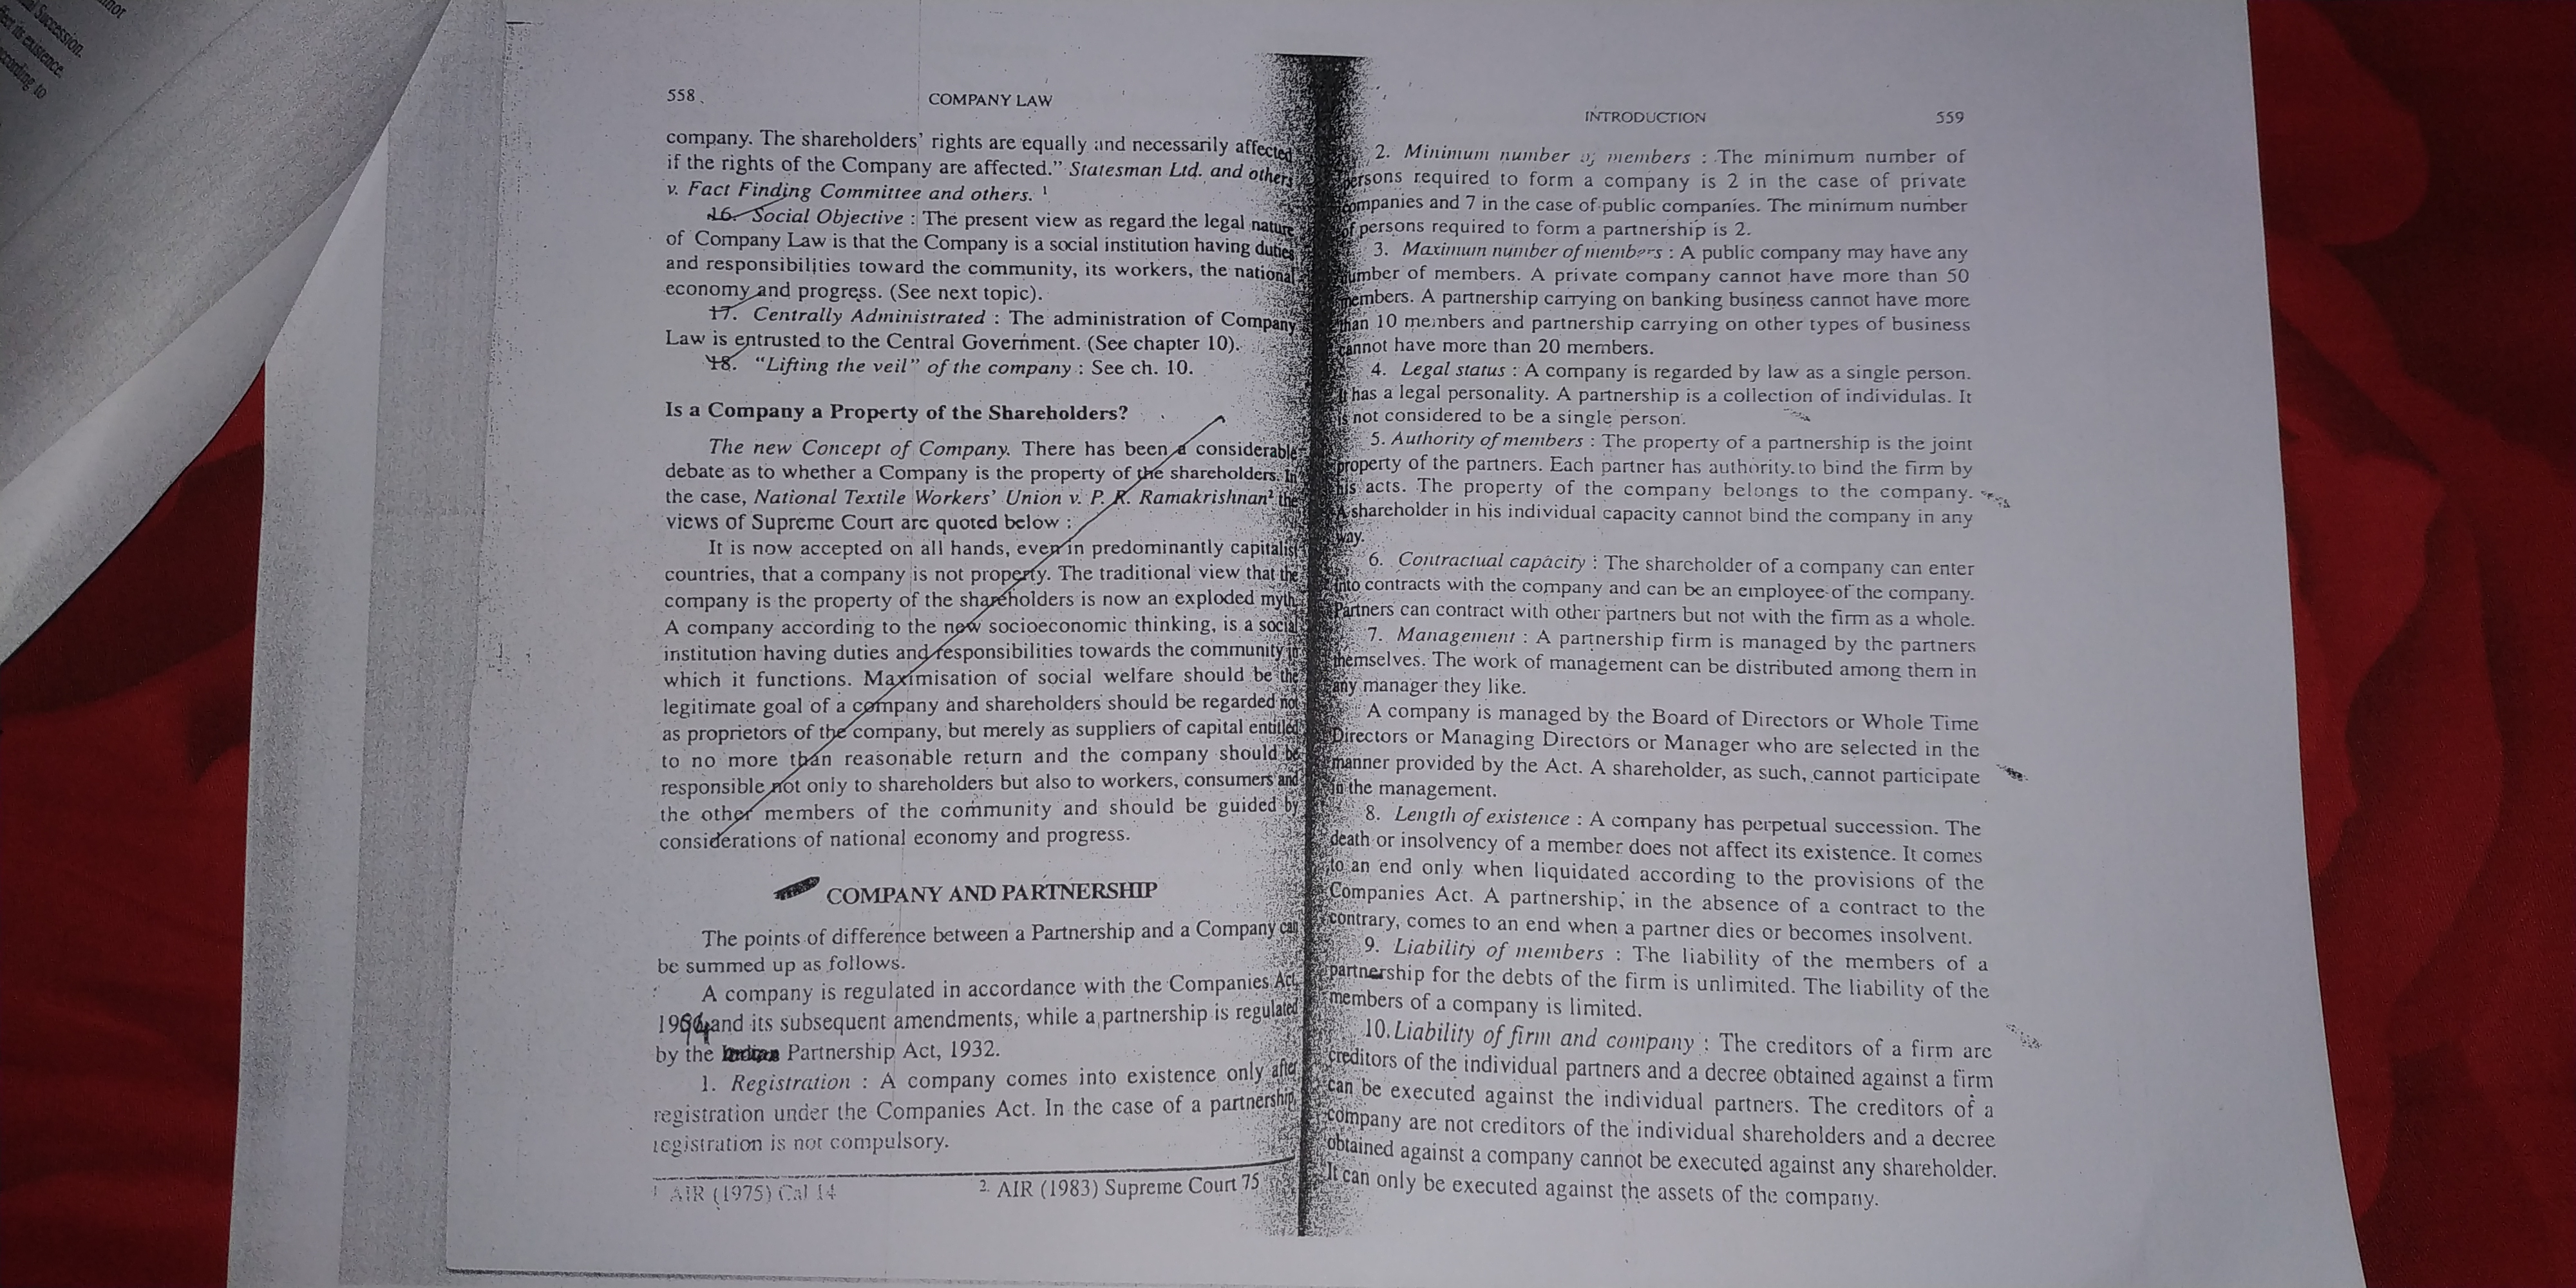 nnot
al Succession.
fect its existence.
according to
558
COMPANY LAW
company. The shareholders' rights are equally and necessarily affected
if the rights of the Company are affected." Statesman Ltd. and others
v. Fact Finding Committee and others. 1
16. Social Objective : The present view as regard the legal nature
of Company Law is that the Company is a social institution having duties
and responsibilities toward the community, its workers, the national
economy and progress. (See next topic).
17. Centrally Administrated : The administration of Company
Law is entrusted to the Central Government. (See chapter 10).
18. "Lifting the veil" of the company : See ch. 10.
Is a Company a Property of the Shareholders?
The new Concept of Company. There has been a considerable
debate as to whether a Company is the property of the shareholders. In
the case, National Textile Workers' Union v. P. R. Ramakrishnan2 the
views of Supreme Court are quoted below :
It is now accepted on all hands, even in predominantly capitalist
countries, that a company is not property. The traditional view that the
company is the property of the shareholders is now an exploded myth.
A company according to the new socioeconomic thinking, is a social
institution having duties and responsibilities towards the community in
which it functions. Maximisation of social welfare should be the
legitimate goal of a company and shareholders should be regarded not
as proprietors of the company, but merely as suppliers of capital entitled
to no more than reasonable return and the company should be
responsible not only to shareholders but also to workers, consumers and
the other members of the community and should be guided by
considerations of national economy and progress.
COMPANY AND PARTNERSHIP
The points of difference between a Partnership and a Company can
be summed up as follows.
A company is regulated in accordance with the Companies Act
1994 and its subsequent amendments, while a partnership is regulated
by the Partnership Act, 1932.
1. Registration : A company comes into existence only after
registration under the Companies Act. In the case of a partnership,
registration is not compulsory.
1 AIR (1975) Cal 14
2. AIR (1983) Supreme Court 75
INTRODUCTION
559
2. Minimum number of members : The minimum number of
persons required to form a company is 2 in the case of private
companies and 7 in the case of public companies. The minimum number
of persons required to form a partnership is 2.
3. Maximum number of members : A public company may have any
number of members. A private company cannot have more than 50
members. A partnership carrying on banking business cannot have more
than 10 members and partnership carrying on other types of business
cannot have more than 20 members.
4. Legal status : A company is regarded by law as a single person.
It has a legal personality. A partnership is a collection of individulas. It
is not considered to be a single person.
5. Authority of members : The property of a partnership is the joint
property of the partners. Each partner has authority to bind the firm by
his acts. The property of the company belongs to the company.
A shareholder in his individual capacity cannot bind the company in any
way.
6. Contractual capacity : The shareholder of a company can enter
into contracts with the company and can be an employee of the company.
Partners can contract with other partners but not with the firm as a whole.
7. Management : A partnership firm is managed by the partners
themselves. The work of management can be distributed among them in
any manager they like.
A company is managed by the Board of Directors or Whole Time
Directors or Managing Directors or Manager who are selected in the
manner provided by the Act. A shareholder, as such, cannot participate
in the management.
8. Length of existence : A company has perpetual succession. The
death or insolvency of a member does not affect its existence. It comes
to an end only when liquidated according to the provisions of the
Companies Act. A partnership, in the absence of a contract to the
contrary, comes to an end when a partner dies or becomes insolvent.
9. Liability of members : The liability of the members of a
partnership for the debts of the firm is unlimited. The liability of the
members of a company is limited.
10. Liability of firm and company : The creditors of a firm are
creditors of the individual partners and a decree obtained against a firm
can be executed against the individual partners. The creditors of a
company are not creditors of the individual shareholders and a decree
obtained against a company cannot be executed against any shareholder.
It can only be executed against the assets of the company.